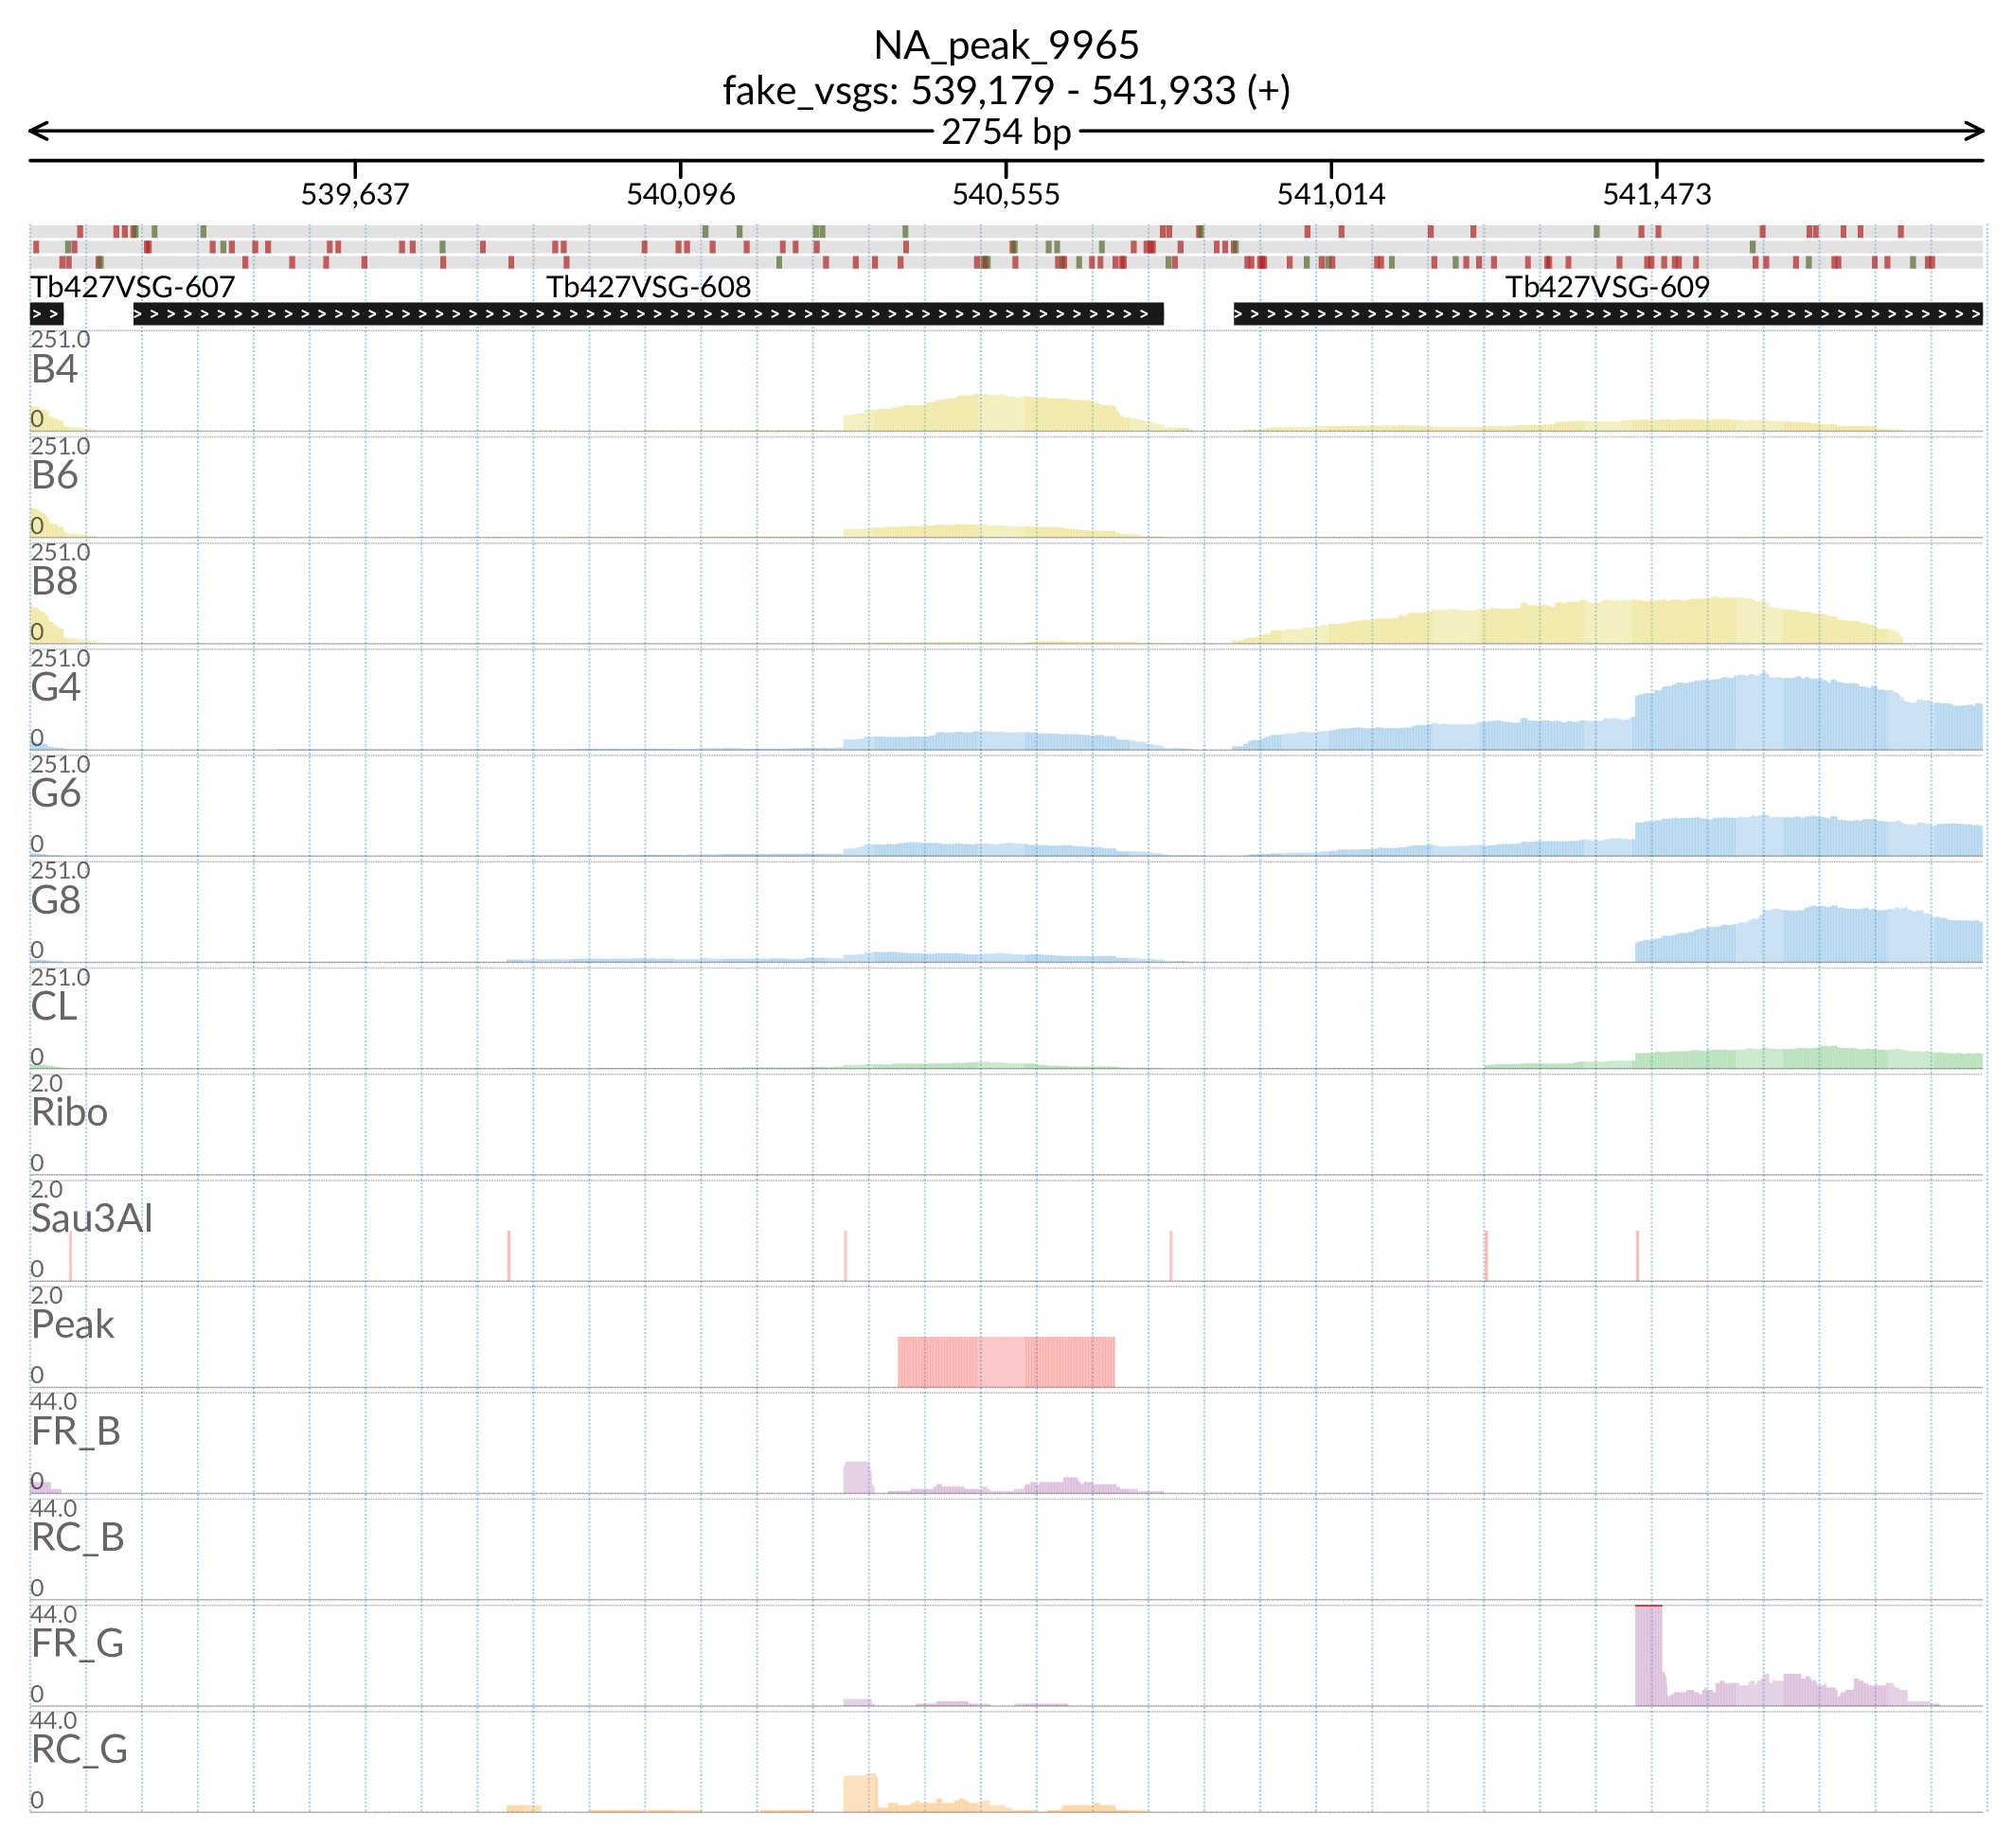 NA_peak_9965
fake_vsgs: 539,179 - 541,933 (+)
2754 bp
539,637 540,096 540,555 541,014 541,473
Tb427VSG-607 Tb427VSG-608 Tb427VSG-609
251.0
B4
0
251.0
B6
0
251.0
B8
0
251.0
G4
0
251.0
G6
0
251.0
G8
0
251.0
CL
0
2.0
Ribo
0
2.0
Sau3AI
0
2.0
Peak
0
44.0
FR_B
0
44.0
RC_B
0
44.0
FR_G
0
44.0
RC_G
0